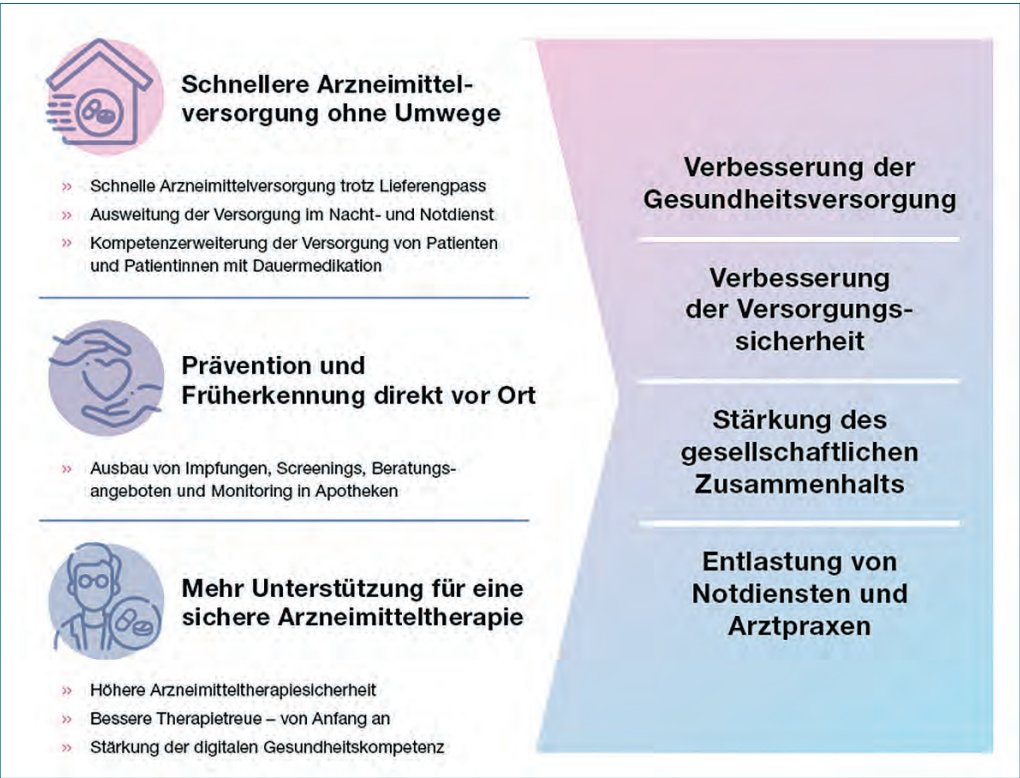 Schnellere Arzneimittel-
versorgung ohne Umwege
» Schnelle Arzneimittelversorgung trotz Lieferengpass
» Ausweitung der Versorgung im Nacht- und Notdienst
» Kompetenzerweiterung der Versorgung von Patienten
und Patientinnen mit Dauermedikation
Prävention und
Früherkennung direkt vor Ort
» Ausbau von Impfungen, Screenings, Beratungs-
angeboten und Monitoring in Apotheken
Mehr Unterstützung für eine
sichere Arzneimitteltherapie
» Höhere Arzneimitteltherapiesicherheit
» Bessere Therapietreue – von Anfang an
» Stärkung der digitalen Gesundheitskompetenz
Verbesserung der
Gesundheitsversorgung
Verbesserung
der Versorgungs-
sicherheit
Stärkung des
gesellschaftlichen
Zusammenhalts
Entlastung von
Notdiensten und
Arztpraxen